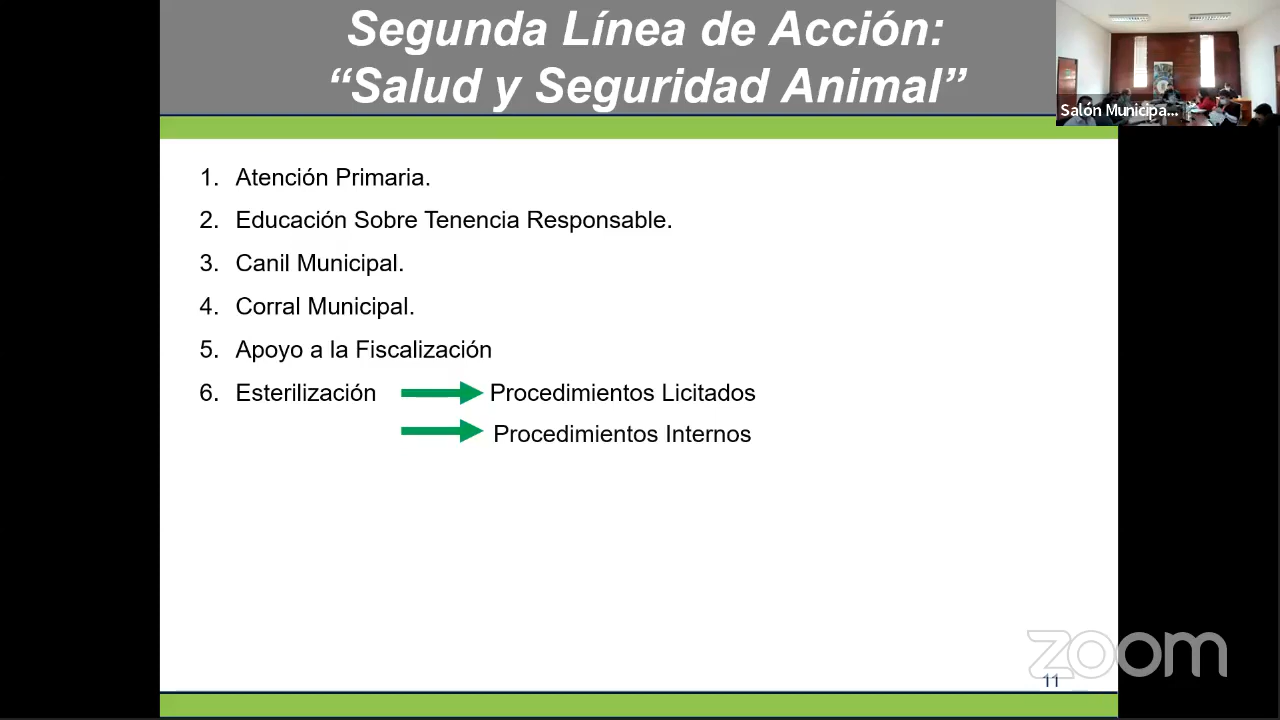 Segunda Línea de Acción:
“Salud y Seguridad Animal”
Salón Municipa...
1. Atención Primaria.
2. Educación Sobre Tenencia Responsable.
3. Canil Municipal.
4. Corral Municipal.
5. Apoyo a la Fiscalización
6. Esterilización Procedimientos Licitados
Procedimientos Internos
zoom
11